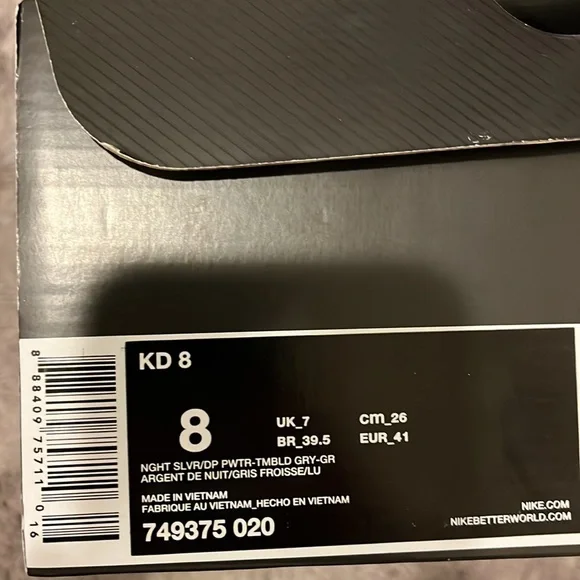 KD 8
8
UK_7 cm_26
BR_39.5 EUR_41
NGHT SLVR/DP PWTR-TMBLD GRY-GR
ARGENT DE NUIT/GRIS FROISSE/LU
MADE IN VIETNAM
FABRIQUE AU VIETNAM_HECHO EN VIETNAM
749375 020
NIKE.COM
NIKEBETTERWORLD.COM
8 88409 75711 0 16